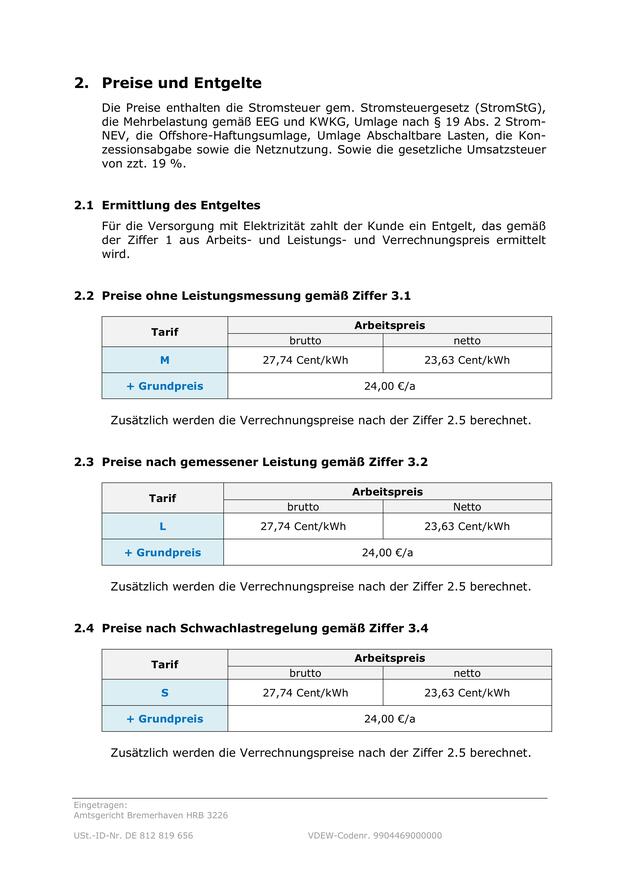 2. Preise und Entgelte
Die Preise enthalten die Stromsteuer gem. Stromsteuergesetz (StromStG),
die Mehrbelastung gemäß EEG und KWKG, Umlage nach § 19 Abs. 2 Strom-
NEV, die Offshore-Haftungsumlage, Umlage Abschaltbare Lasten, die Kon-
zessionsabgabe sowie die Netznutzung. Sowie die gesetzliche Umsatzsteuer
von zzt. 19 %.
2.1 Ermittlung des Entgeltes
Für die Versorgung mit Elektrizität zahlt der Kunde ein Entgelt, das gemäß
der Ziffer 1 aus Arbeits- und Leistungs- und Verrechnungspreis ermittelt
wird.
2.2 Preise ohne Leistungsmessung gemäß Ziffer 3.1
Tarif Arbeitspreis
brutto netto
M 27,74 Cent/kWh 23,63 Cent/kWh
+ Grundpreis 24,00 €/a
Zusätzlich werden die Verrechnungspreise nach der Ziffer 2.5 berechnet.
2.3 Preise nach gemessener Leistung gemäß Ziffer 3.2
Tarif Arbeitspreis
brutto Netto
L 27,74 Cent/kWh 23,63 Cent/kWh
+ Grundpreis 24,00 €/a
Zusätzlich werden die Verrechnungspreise nach der Ziffer 2.5 berechnet.
2.4 Preise nach Schwachlastregelung gemäß Ziffer 3.4
Tarif Arbeitspreis
brutto netto
S 27,74 Cent/kWh 23,63 Cent/kWh
+ Grundpreis 24,00 €/a
Zusätzlich werden die Verrechnungspreise nach der Ziffer 2.5 berechnet.
Eingetragen:
Amtsgericht Bremerhaven HRB 3226
USt.-ID-Nr. DE 812 819 656 VDEW-Codenr. 9904469000000